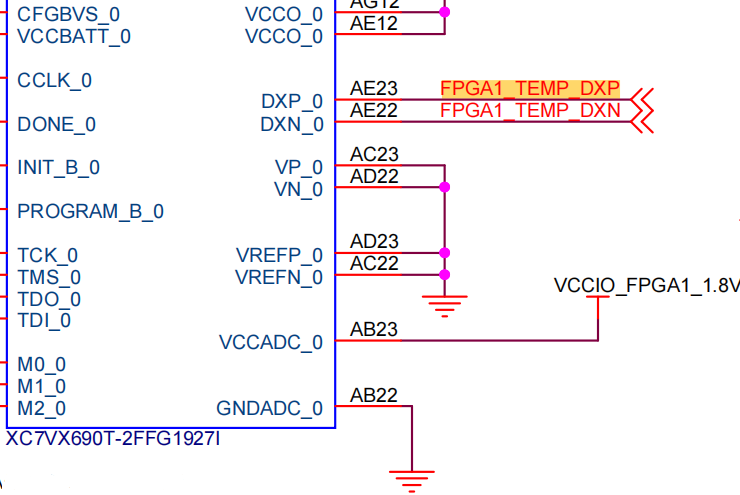 CFGBVS_0 VCCO_0 AG12
VCCBATT_0 VCCO_0 AE12
CCLK_0
DXP_0 AE23 FPGA1_TEMP_DXP
DONE_0 DXN_0 AE22 FPGA1_TEMP_DXN
INIT_B_0 VP_0 AC23
VN_0 AD22
PROGRAM_B_0
TCK_0 VREFP_0 AD23
TMS_0 VREFN_0 AC22
TDO_0 VCCIO_FPGA1_1.8V
TDI_0
VCCADC_0 AB23
M0_0
M1_0
M2_0 GNDADC_0 AB22
XC7VX690T-2FFG1927I